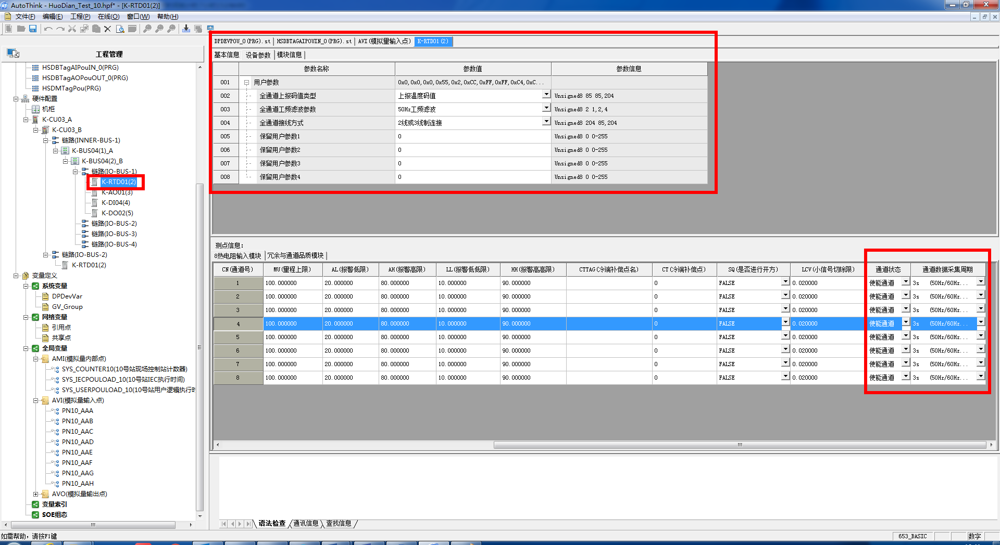 AutoThink - HuoDian_Test_10.hpf* - [K-RTD01(2)]
文件(F) 编辑(E) 工程(P) 在线(O) 窗口(W) 帮助(H)
工程管理
HSDBTagAIPouIN_0(PRG)
HSDBTagAOPouOUT_0(PRG)
HSDMTagPou(PRG)
硬件配置
机柜
K-CU03_A
K-CU03_B
链路(INNER-BUS-1)
K-BUS04(1)_A
K-BUS04(2)_B
链路(IO-BUS-1)
K-RTD01(2)
K-AO01(3)
K-DI04(4)
K-DO02(5)
链路(IO-BUS-2)
链路(IO-BUS-3)
链路(IO-BUS-4)
链路(IO-BUS-2)
K-RTD01(2)
变量定义
系统变量
DPDevVar
GV_Group
网络变量
引用点
共享点
全局变量
AMI(模拟量内部点)
SYS_COUNTER10(10号站现场控制站计数器)
SYS_IECPOULOAD_10(10号站IEC执行时间)
SYS_USERPOULOAD_10(10号站用户逻辑执行时
AVI(模拟量输入点)
PN10_AAA
PN10_AAB
PN10_AAC
PN10_AAD
PN10_AAE
PN10_AAF
PN10_AAG
PN10_AAH
AVO(模拟量输出点)
变量索引
SOE组态
DPDEVPOU_0(PRG).st HSDBTAGAIPOUIN_0(PRG).st AVI(模拟量输入点) K-RTD01(2)
基本信息 设备参数 模块信息
参数名称 参数值 参数信息
001 用户参数 0x0,0x0,0x0,0x55,0x2,0xCC,0xFF,0xFF,0xC4,0xC...
002 全通道上报码值类型 上报温度码值 Unsigned8 85 85,204
003 全通道工频滤波参数 50Hz工频滤波 Unsigned8 2 1,2,4
004 全通道接线方式 2线或3线制连接 Unsigned8 204 85,204
005 保留用户参数1 0 Unsigned8 0 0-255
006 保留用户参数2 0 Unsigned8 0 0-255
007 保留用户参数3 0 Unsigned8 0 0-255
008 保留用户参数4 0 Unsigned8 0 0-255
测点信息：
8热电阻输入模块 冗余与通道品质模块
CN(通道号) MU(量程上限) AL(报警低限) AH(报警高限) LL(报警低低限) HH(报警高高限) CTTAG(冷端补偿点名) CT(冷端补偿点) SQ(是否进行开方) LCV(小信号切除限) 通道状态 通道数据采集周期
1 100.000000 20.000000 80.000000 10.000000 90.000000 0 FALSE 0.020000 使能通道 3s (50Hz/60Hz...
2 100.000000 20.000000 80.000000 10.000000 90.000000 0 FALSE 0.020000 使能通道 3s (50Hz/60Hz...
3 100.000000 20.000000 80.000000 10.000000 90.000000 0 FALSE 0.020000 使能通道 3s (50Hz/60Hz...
4 100.000000 20.000000 80.000000 10.000000 90.000000 0 FALSE 0.020000 使能通道 3s (50Hz/60Hz...
5 100.000000 20.000000 80.000000 10.000000 90.000000 0 FALSE 0.020000 使能通道 3s (50Hz/60Hz...
6 100.000000 20.000000 80.000000 10.000000 90.000000 0 FALSE 0.020000 使能通道 3s (50Hz/60Hz...
7 100.000000 20.000000 80.000000 10.000000 90.000000 0 FALSE 0.020000 使能通道 3s (50Hz/60Hz...
8 100.000000 20.000000 80.000000 10.000000 90.000000 0 FALSE 0.020000 使能通道 3s (50Hz/60Hz...
语法检查 通讯信息 查找信息
如需帮助，请按F1键 653_BASIC 数字